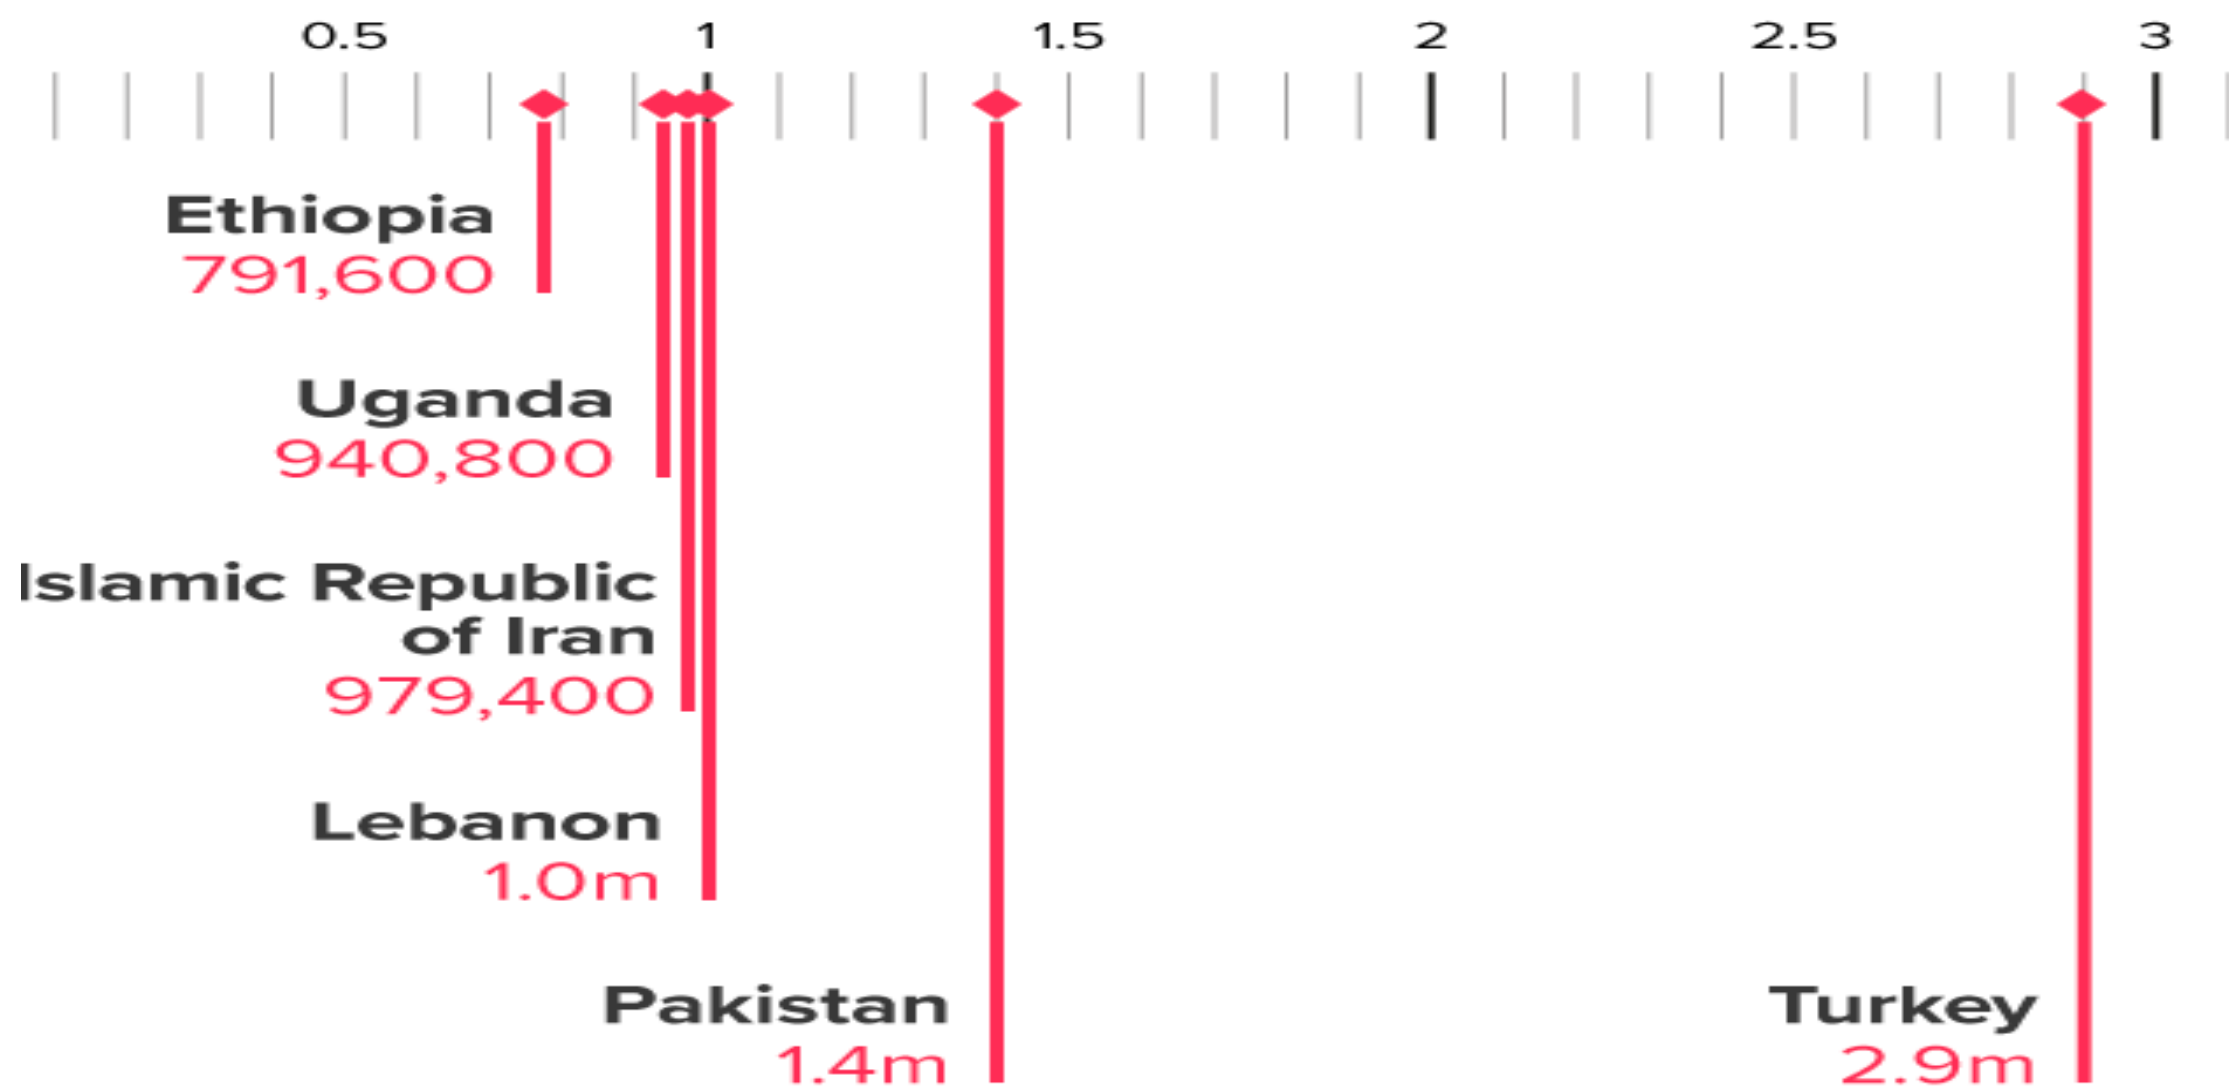 0.5 1 1.5 2 2.5 3
Ethiopia
791,600
Uganda
940,800
Islamic Republic
of Iran
979,400
Lebanon
1.0m
Pakistan
1.4m
Turkey
2.9m